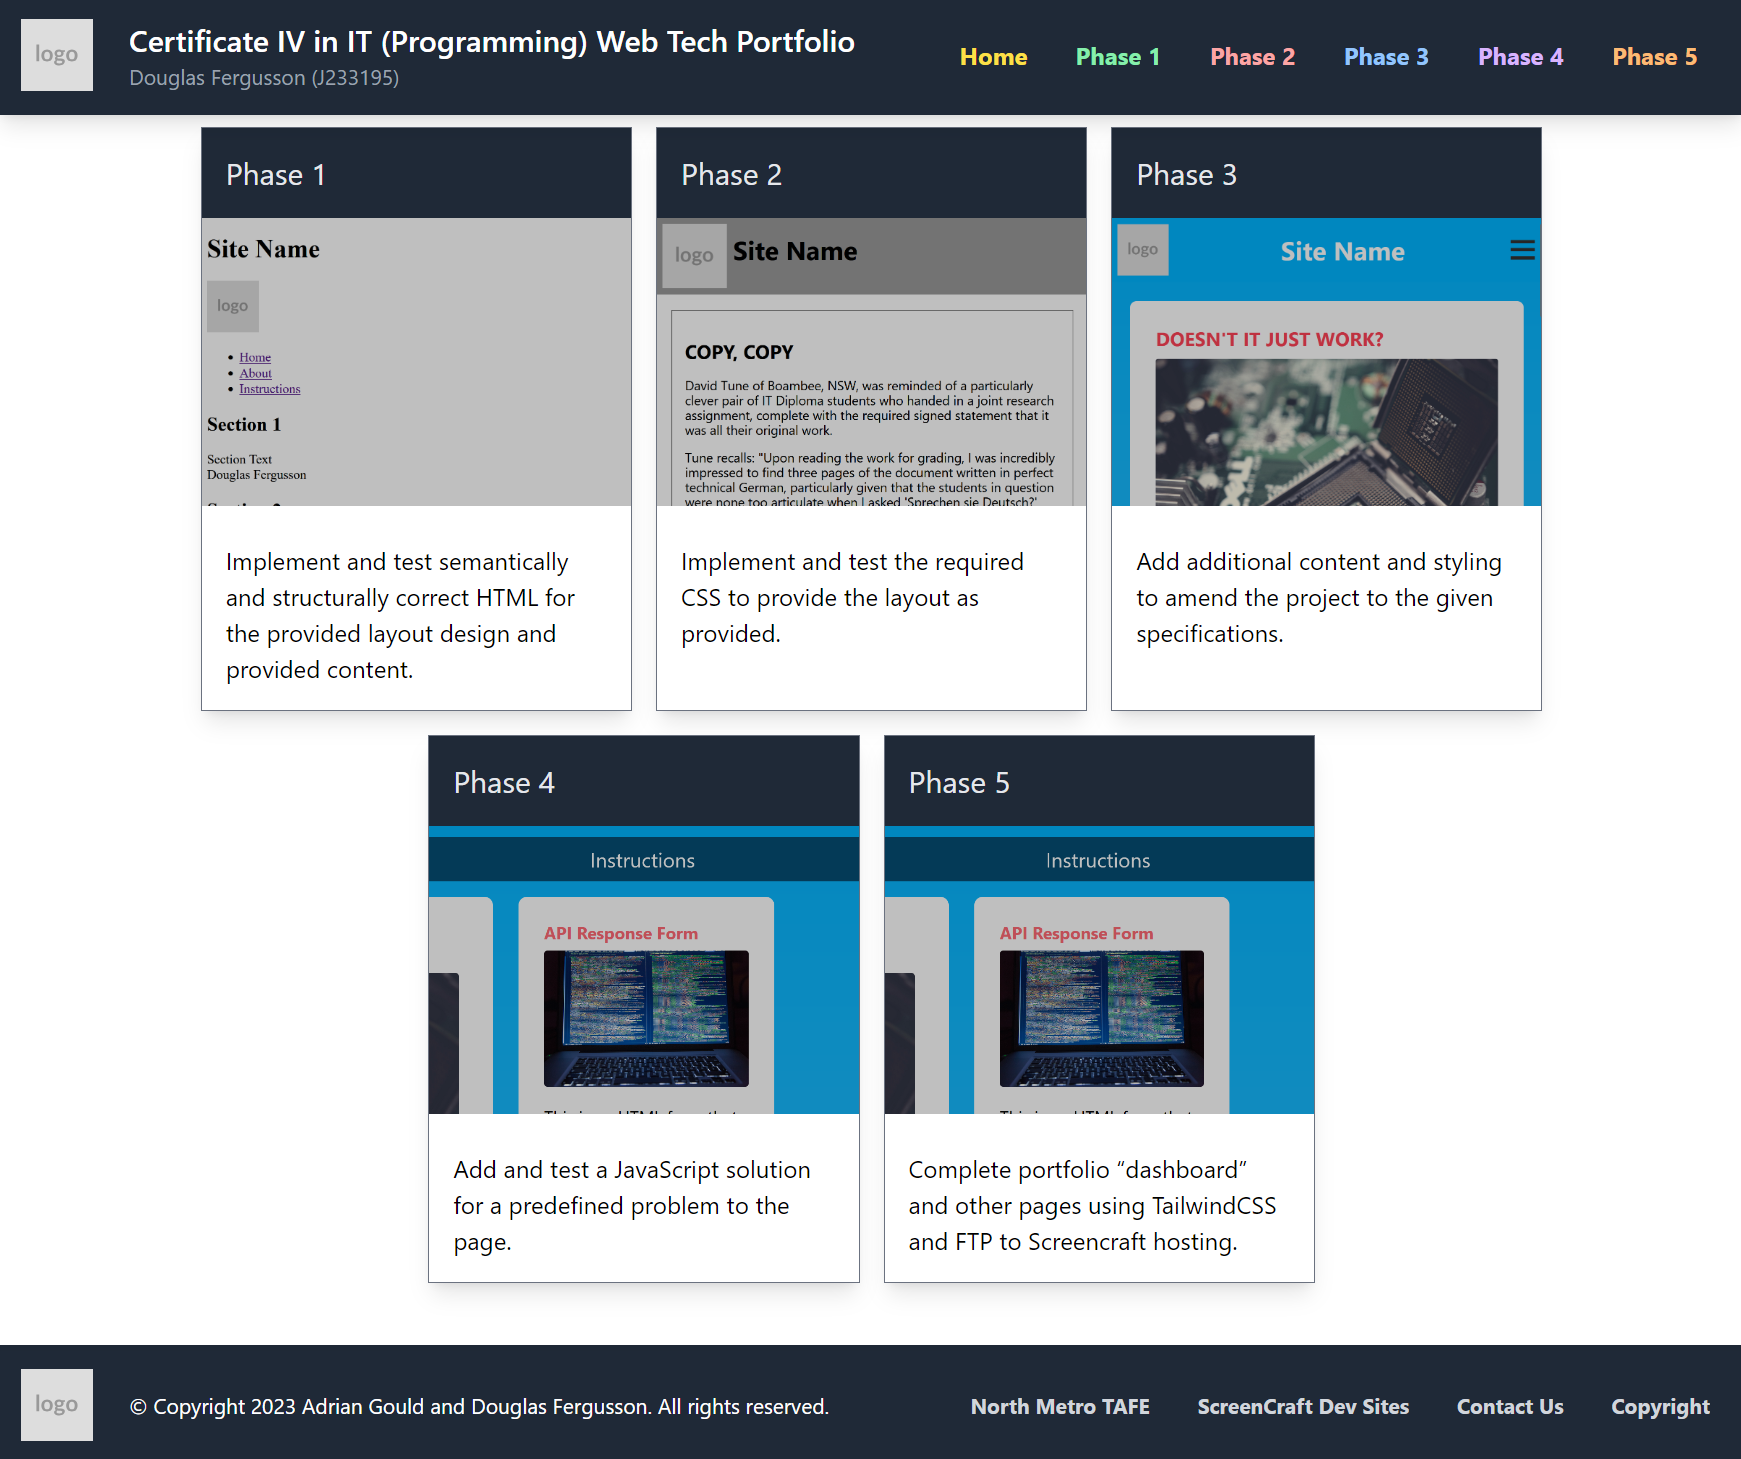 logo
Certificate IV in IT (Programming) Web Tech Portfolio
Douglas Fergusson (J233195)
Home
Phase 1
Phase 2
Phase 3
Phase 4
Phase 5
Phase 1
Site Name
logo
Home
About
Instructions
Section 1
Section Text
Douglas Fergusson
Implement and test semantically
and structurally correct HTML for
the provided layout design and
provided content.
Phase 2
logo
Site Name
COPY, COPY
David Tune of Boambee, NSW, was reminded of a particularly
clever pair of IT Diploma students who handed in a joint research
assignment, complete with the required signed statement that it
was all their original work.
Tune recalls: "Upon reading the work for grading, I was incredibly
impressed to find three pages of the document written in perfect
technical German, particularly given that the students in question
were none too articulate when I asked 'Sprechen sie Deutsch?'
Implement and test the required
CSS to provide the layout as
provided.
Phase 3
logo
Site Name
DOESN'T IT JUST WORK?
Add additional content and styling
to amend the project to the given
specifications.
Phase 4
Instructions
API Response Form
Add and test a JavaScript solution
for a predefined problem to the
page.
Phase 5
Instructions
API Response Form
Complete portfolio “dashboard”
and other pages using TailwindCSS
and FTP to Screencraft hosting.
logo
© Copyright 2023 Adrian Gould and Douglas Fergusson. All rights reserved.
North Metro TAFE
ScreenCraft Dev Sites
Contact Us
Copyright